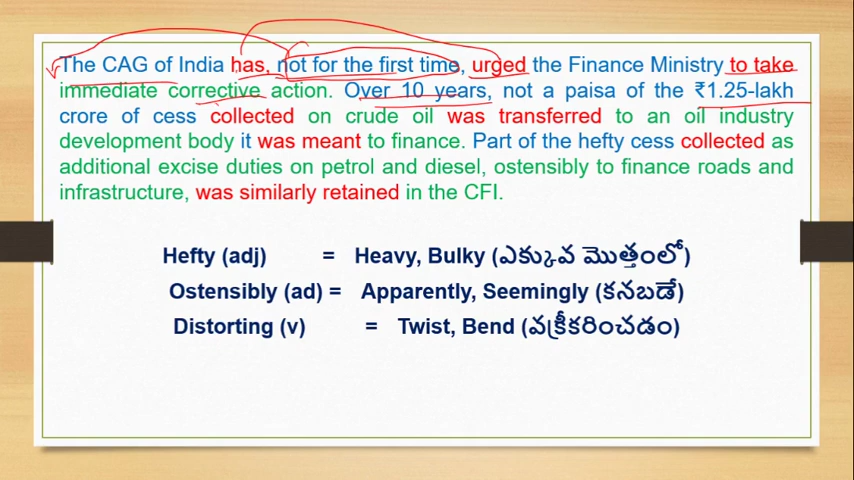 The CAG of India has, not for the first time, urged the Finance Ministry to take
immediate corrective action. Over 10 years, not a paisa of the ₹1.25-lakh
crore of cess collected on crude oil was transferred to an oil industry
development body it was meant to finance. Part of the hefty cess collected as
additional excise duties on petrol and diesel, ostensibly to finance roads and
infrastructure, was similarly retained in the CFI.
Hefty (adj) = Heavy, Bulky (ఎక్కువ మొత్తంలో)
Ostensibly (ad) = Apparently, Seemingly (కనబడే)
Distorting (v) = Twist, Bend (వక్రీకరించడం)